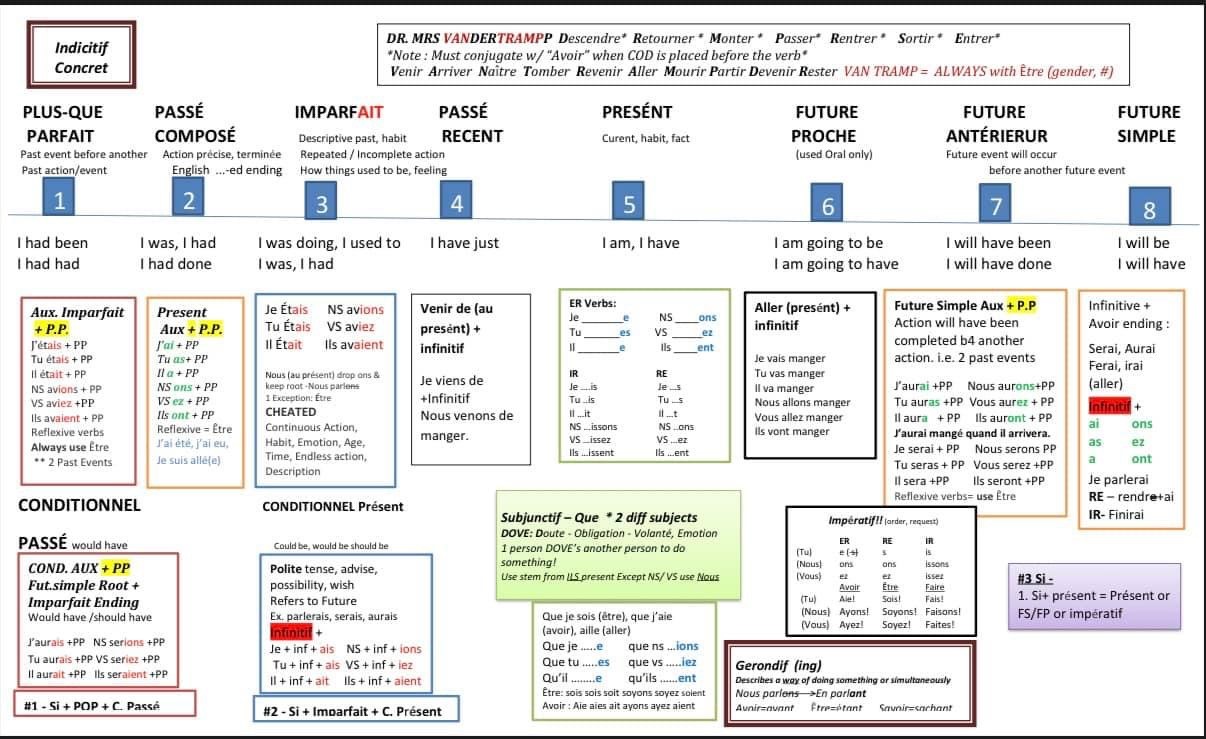 Indicitif
Concret
DR. MRS VANDERTRAMPP Descendre* Retourner * Monter * Passer* Rentrer * Sortir * Entrer*
*Note : Must conjugate w/ “Avoir” when COD is placed before the verb*
Venir Arriver Naître Tomber Revenir Aller Mourir Partir Devenir Rester VAN TRAMP = ALWAYS with Être (gender, #)
PLUS-QUE
PARFAIT
Past event before another
Past action/event
1
I had been
I had had
PASSÉ
COMPOSÉ
Action précise, terminée
English ...-ed ending
2
I was, I had
I had done
IMPARFAIT
Descriptive past, habit
Repeated / Incomplete action
How things used to be, feeling
3
I was doing, I used to
I was, I had
PASSÉ
RECENT
4
I have just
PRESÉNT
Curent, habit, fact
5
I am, I have
FUTURE
PROCHE
(used Oral only)
6
I am going to be
I am going to have
FUTURE
ANTÉRIERUR
Future event will occur
before another future event
7
I will have been
I will have done
FUTURE
SIMPLE
8
I will be
I will have
Aux. Imparfait
+ P.P.
J’étais + PP
Tu étais + PP
Il était + PP
NS avions + PP
VS aviez +PP
Ils avaient + PP
Reflexive verbs
Always use Être
** 2 Past Events
Present
Aux + P.P.
J’ai + PP
Tu as+ PP
Il a + PP
NS ons + PP
VS ez + PP
Ils ont + PP
Reflexive = Être
J’ai été, j’ai eu,
Je suis allé(e)
Je Étais NS avions
Tu Étais VS aviez
Il Était Ils avaient
Nous (au présent) drop ons &
keep root -Nous parlens
1 Exception: Être
CHEATED
Continuous Action,
Habit, Emotion, Age,
Time, Endless action,
Description
Venir de (au
presént) +
infinitif
Je viens de
+Infinitif
Nous venons de
manger.
ER Verbs:
Je ________e NS ____ons
Tu ________es VS ____ez
Il ________e Ils ____ent
IR RE
Je ....is Je ...s
Tu ..is Tu ...s
Il ...it Il ...t
NS ...issons NS ..ons
VS ...issez VS ...ez
Ils ...issent Ils ...ent
Aller (presént) +
infinitif
Je vais manger
Tu vas manger
Il va manger
Nous allons manger
Vous allez manger
Ils vont manger
Future Simple Aux + P.P
Action will have been
completed b4 another
action. i.e. 2 past events
J’aurai +PP Nous aurons+PP
Tu auras +PP Vous aurez + PP
Il aura + PP Ils auront + PP
J’aurai mangé quand il arrivera.
Je serai + PP Nous serons PP
Tu seras + PP Vous serez +PP
Il sera +PP Ils seront +PP
Reflexive verbs= use Être
Infinitive +
Avoir ending :
Serai, Aurai
Ferai, irai
(aller)
Infinitif +
ai ons
as ez
a ont
Je parlerai
RE – rendre+ai
IR- Finirai
CONDITIONNEL
PASSÉ would have
COND. AUX + PP
Fut.simple Root +
Imparfait Ending
Would have /should have
J’aurais +PP NS serions +PP
Tu aurais +PP VS seriez +PP
Il aurait +PP Ils seraient +PP
#1 - Si + PQP + C. Passé
CONDITIONNEL Présent
Could be, would be should be
Polite tense, advise,
possibility, wish
Refers to Future
Ex. parlerais, serais, aurais
Infinitif +
Je + inf + ais NS + inf + ions
Tu + inf + ais VS + inf + iez
Il + inf + ait Ils + inf + aient
#2 - Si + Imparfait + C. Présent
Subjunctif – Que * 2 diff subjects
DOVE: Doute - Obligation - Volanté, Emotion
1 person DOVE’s another person to do
something!
Use stem from ILS present Except NS/ VS use Nous
Que je sois (être), que j’aie
(avoir), aille (aller)
Que je .....e que ns ...ions
Que tu .....es que vs .....iez
Qu’il ........e qu’ils ......ent
Être: sois sois soit soyons soyez soient
Avoir : Aie aies ait ayons ayez aient
Impératif!! (order, request)
ER RE IR
(Tu) e (s) s is
(Nous) ons ons issons
(Vous) ez ez issez
Avoir Être Faire
(Tu) Aie! Sois! Fais!
(Nous) Ayons! Soyons! Faisons!
(Vous) Ayez! Soyez! Faites!
Gerondif (ing)
Describes a way of doing something or simultaneously
Nous parlons-->En parlant
Avoir=ayant Être=étant Savoir=sachant
#3 Si -
1. Si+ présent = Présent or
FS/FP or impératif